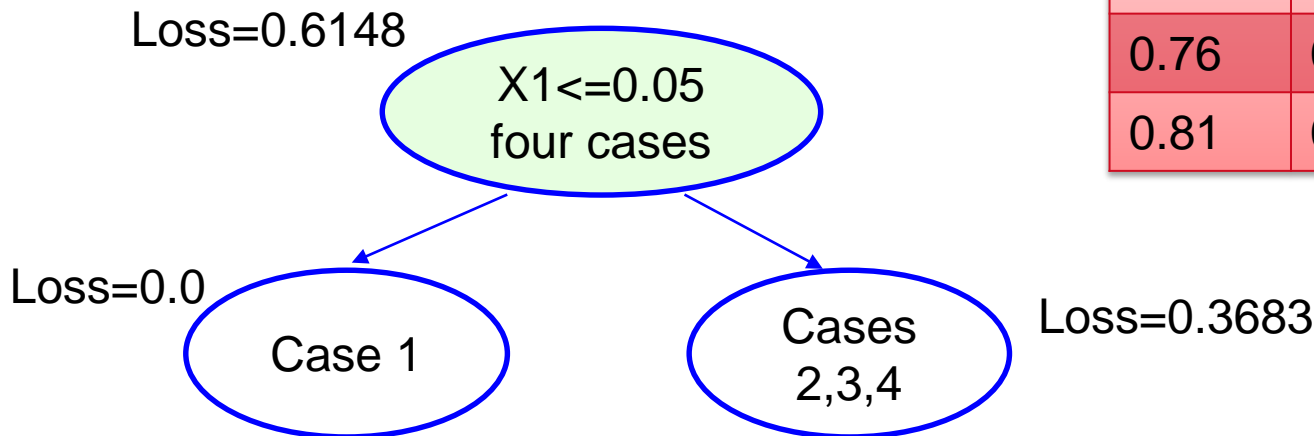 Loss=0.6148
X1<=0.05
four cases
0.76
0.81
Loss=0.0
Case 1
Cases
2,3,4
Loss=0.3683